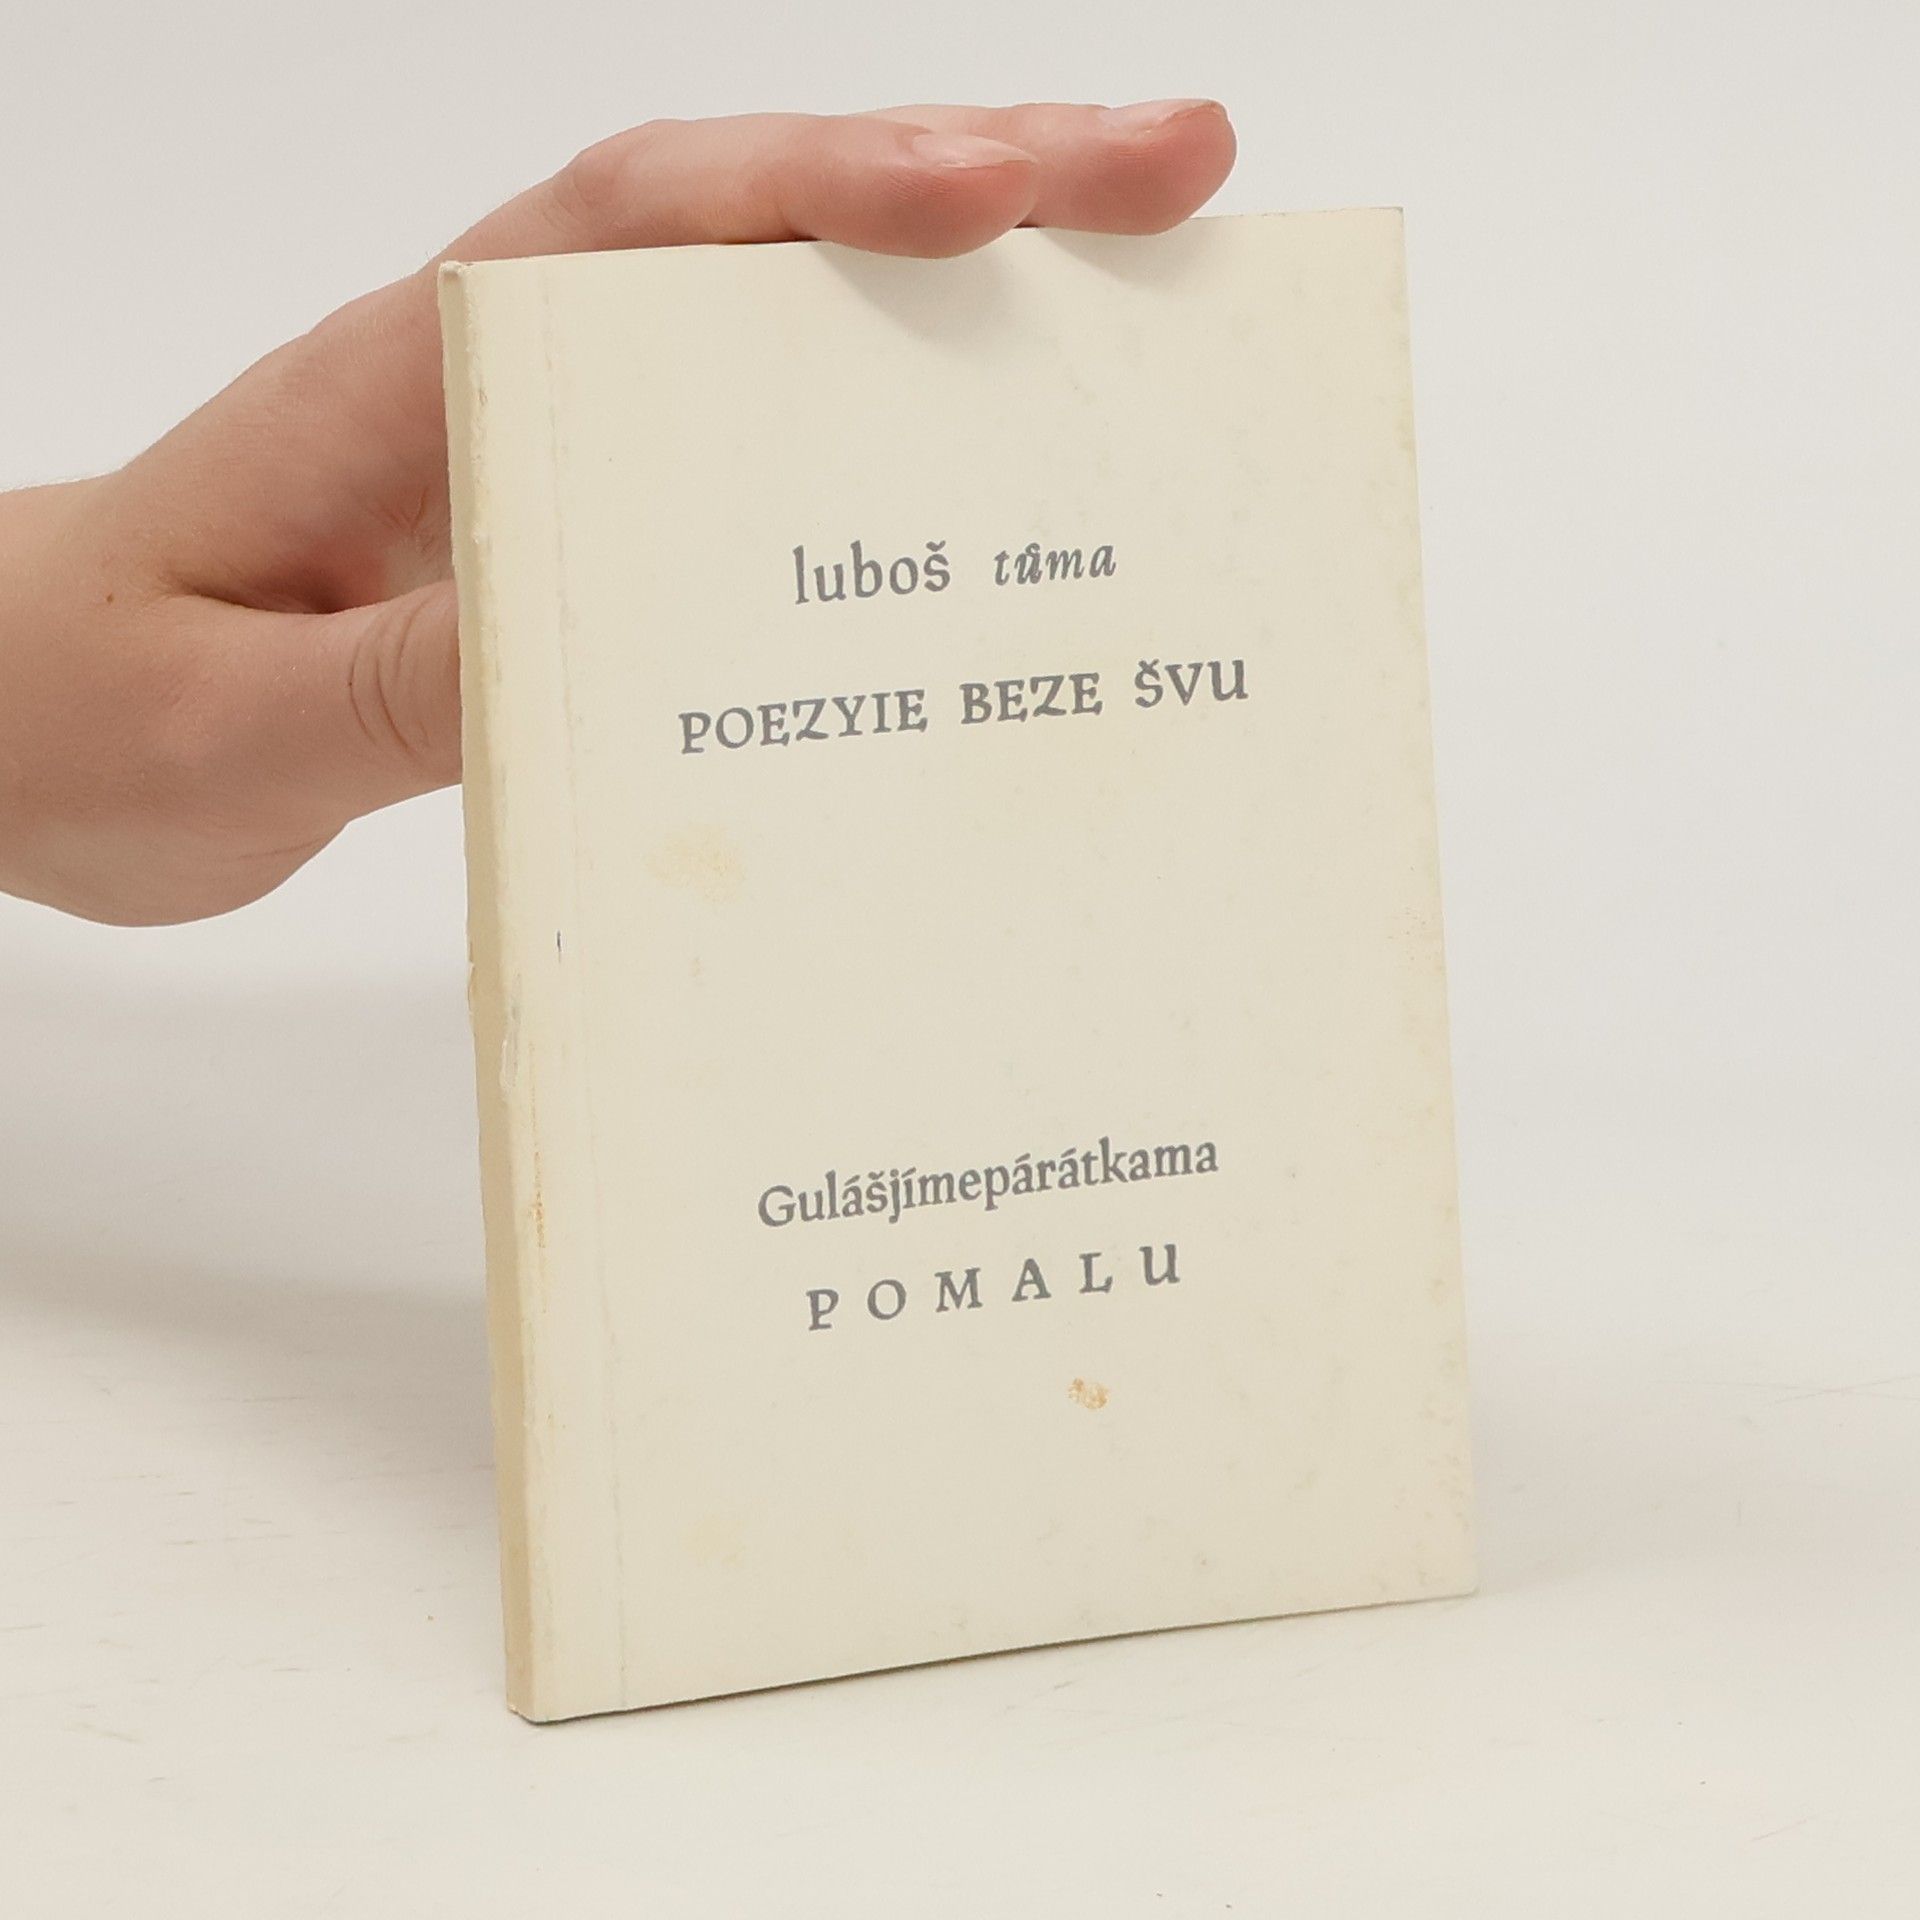 luboš tůma
POEZYIE BEZE ŠVU
Gulášjímepárátkama
POMALU